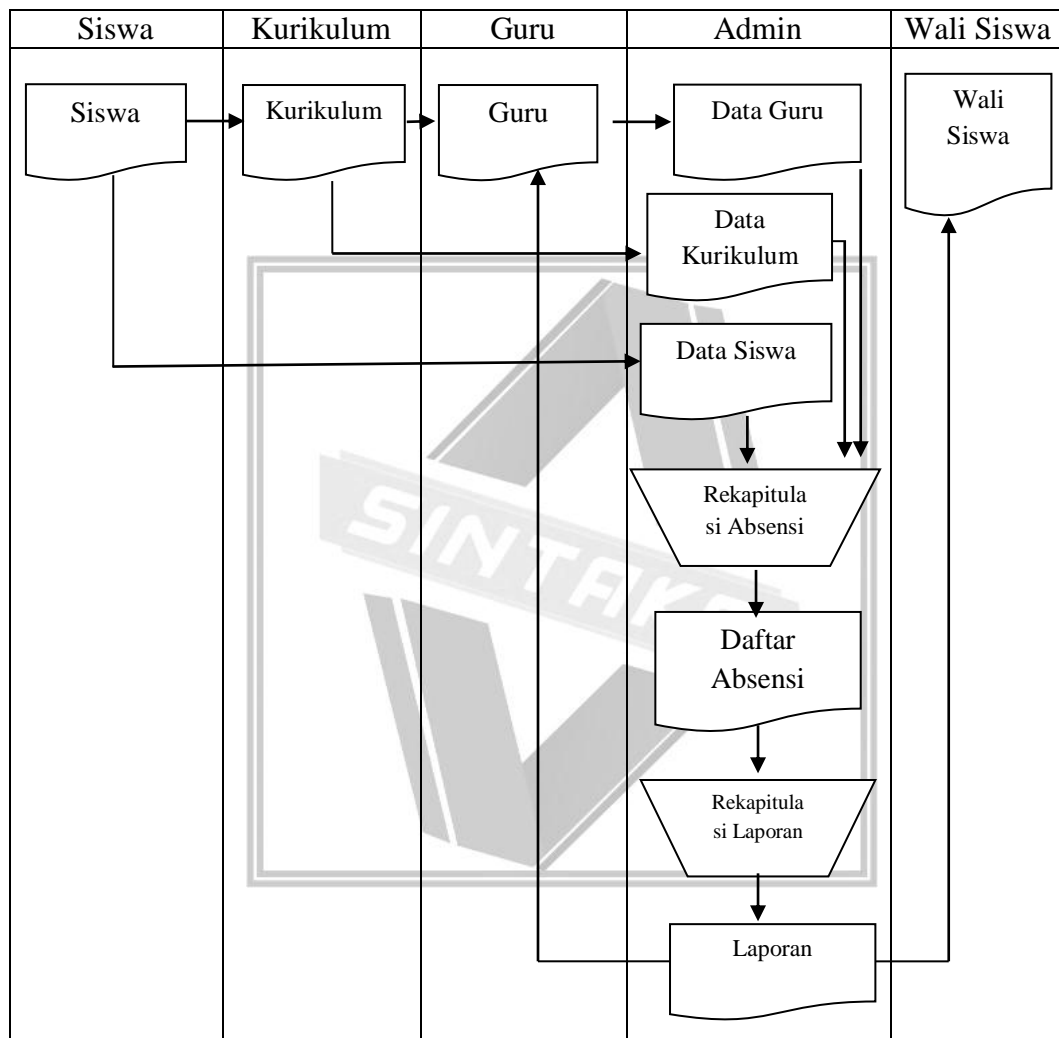 Siswa
Kurikulum
Guru
Admin
Wali Siswa
Siswa
Kurikulum
Guru
Data Guru
Wali
Siswa
Data
Kurikulum
Data Siswa
Rekapitula
si Absensi
Daftar
Absensi
Rekapitula
si Laporan
Laporan
SINTAKS